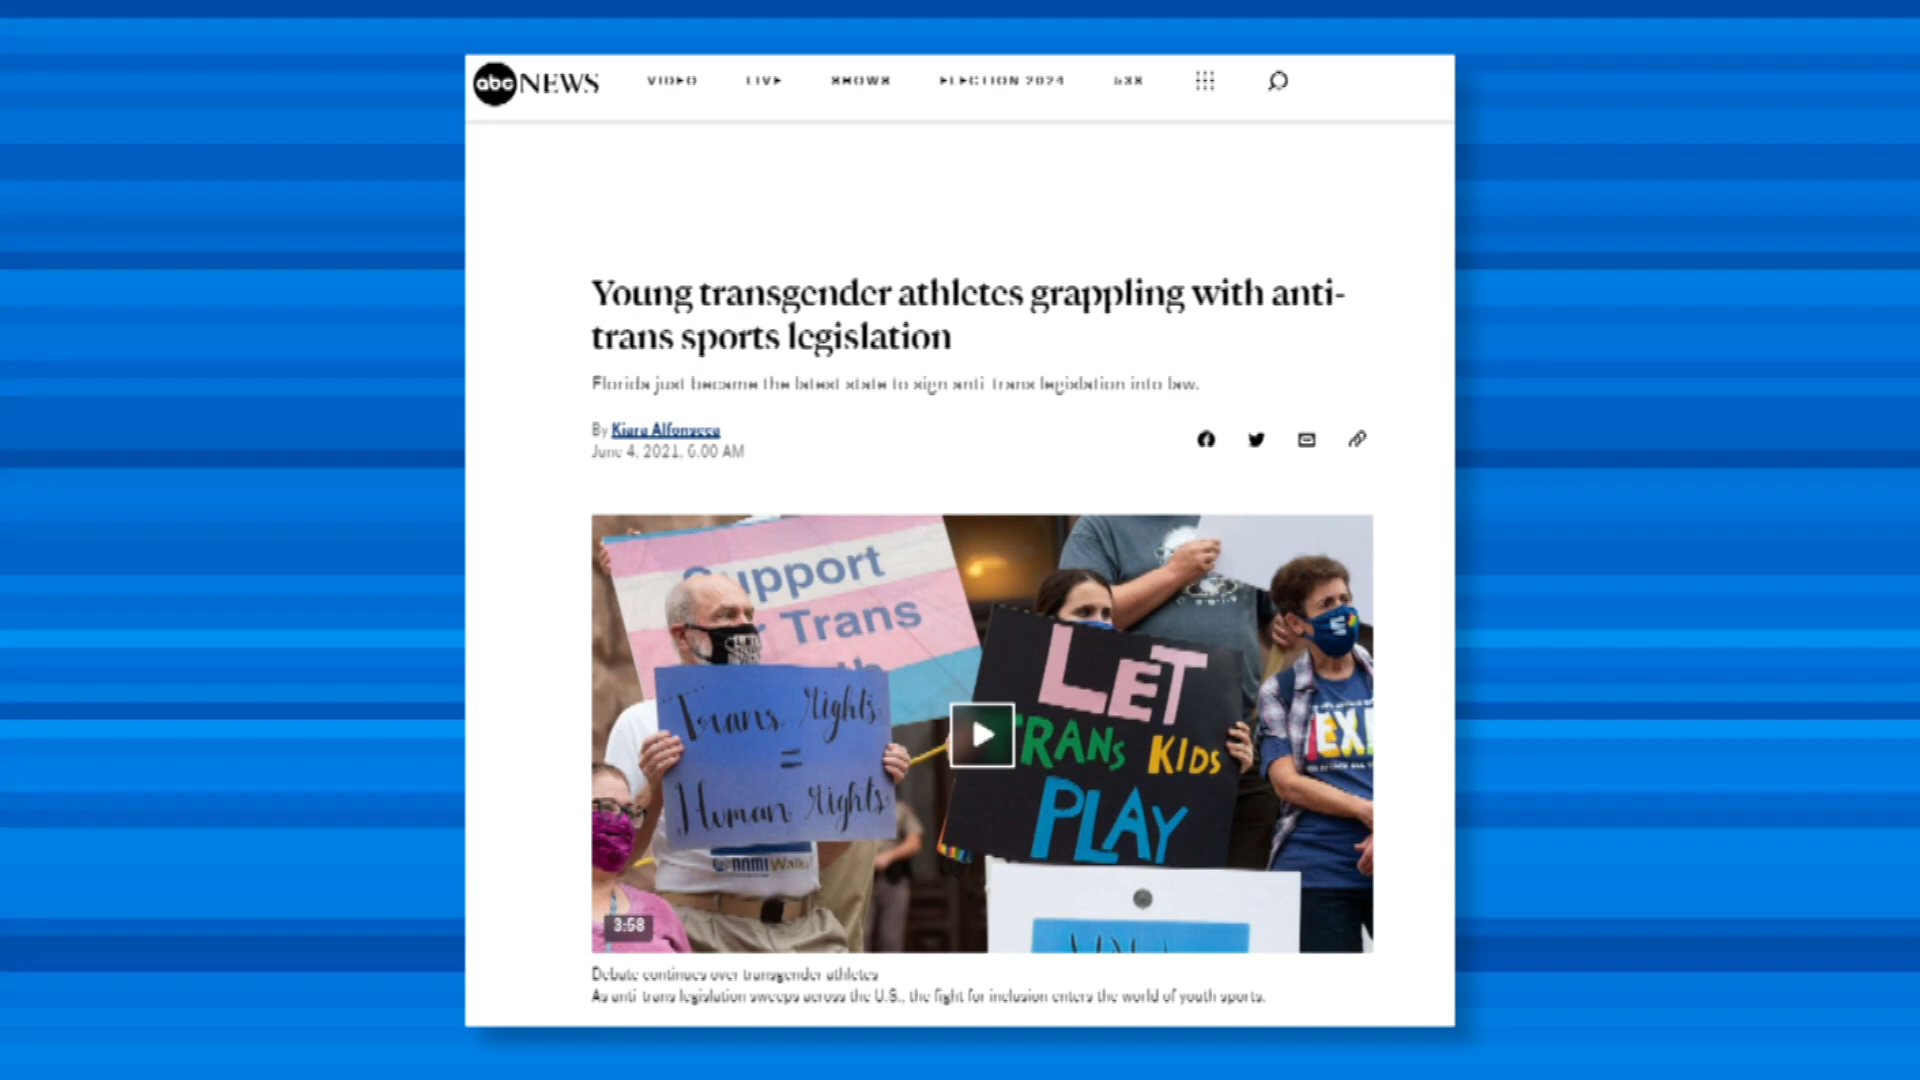 abc NEWS VIDEO LIVE SHOWS ELECTION 2024 538
Young transgender athletes grappling with anti-
trans sports legislation
Florida just became the latest state to sign anti-trans legislation into law.
By Kiara Alfonseca
June 4, 2021, 6:00 AM
Support
Trans
Trans Rights
=
Human Rights
LET
TRANS KIDS
PLAY
3:58
Debate continues over transgender athletes
As anti-trans legislation sweeps across the U.S., the fight for inclusion enters the world of youth sports.